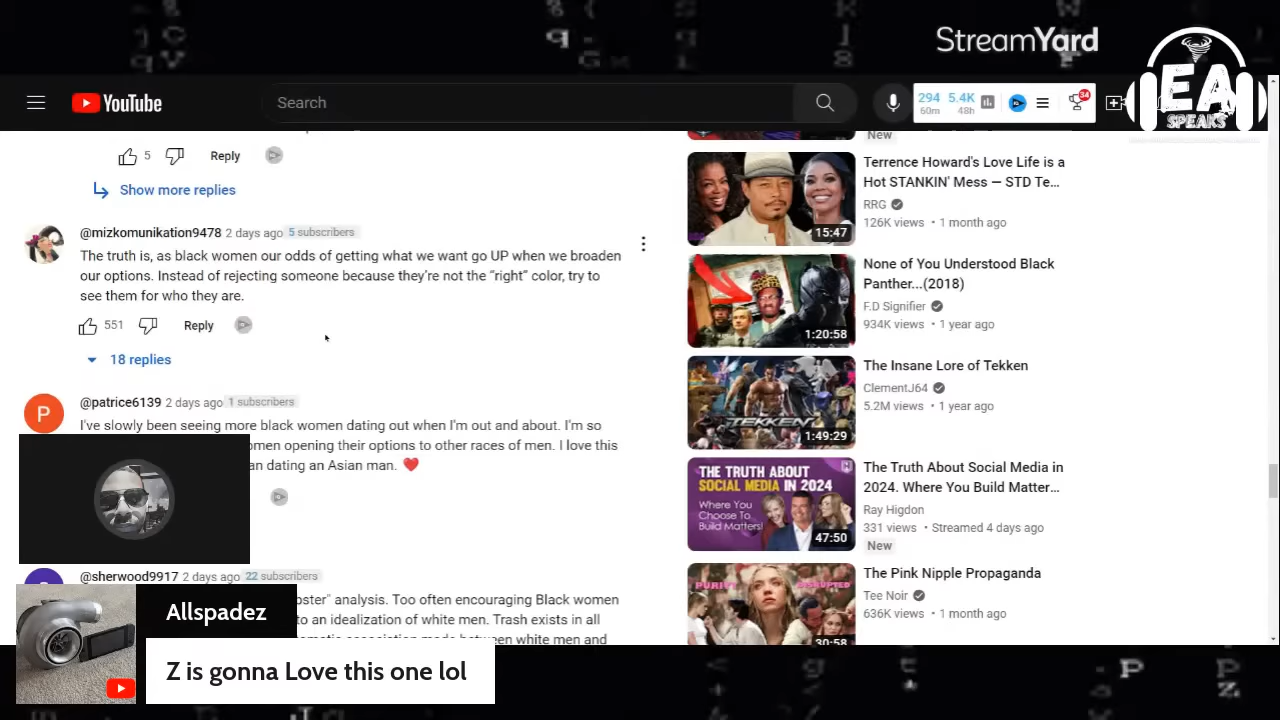 StreamYard
EA
SPEAKS
YouTube
Search
294 5.4K
60m 48h
34
5 Reply
Show more replies
@mizkomunikation9478 2 days ago 5 subscribers
The truth is, as black women our odds of getting what we want go UP when we broaden
our options. Instead of rejecting someone because they're not the "right" color, try to
see them for who they are.
551 Reply
18 replies
P
@patrice6139 2 days ago 1 subscribers
I've slowly been seeing more black women dating out when I'm out and about. I'm so
omen opening their options to other races of men. I love this
an dating an Asian man. ❤️
@sherwood9917 2 days ago 22 subscribers
oster" analysis. Too often encouraging Black women
to an idealization of white men. Trash exists in all
association made between white men and
Allspadez
Z is gonna Love this one lol
New
15:47
Terrence Howard's Love Life is a
Hot STANKIN' Mess — STD Te...
RRG
126K views • 1 month ago
1:20:58
None of You Understood Black
Panther...(2018)
F.D Signifier
934K views • 1 year ago
TEKKEN
1:49:29
The Insane Lore of Tekken
ClementJ64
5.2M views • 1 year ago
THE TRUTH ABOUT
SOCIAL MEDIA IN 2024
Where You
Choose To
Build Matters!
47:50
The Truth About Social Media in
2024. Where You Build Matter...
Ray Higdon
331 views • Streamed 4 days ago
New
PURITY DISRUPTED
30:58
The Pink Nipple Propaganda
Tee Noir
636K views • 1 month ago